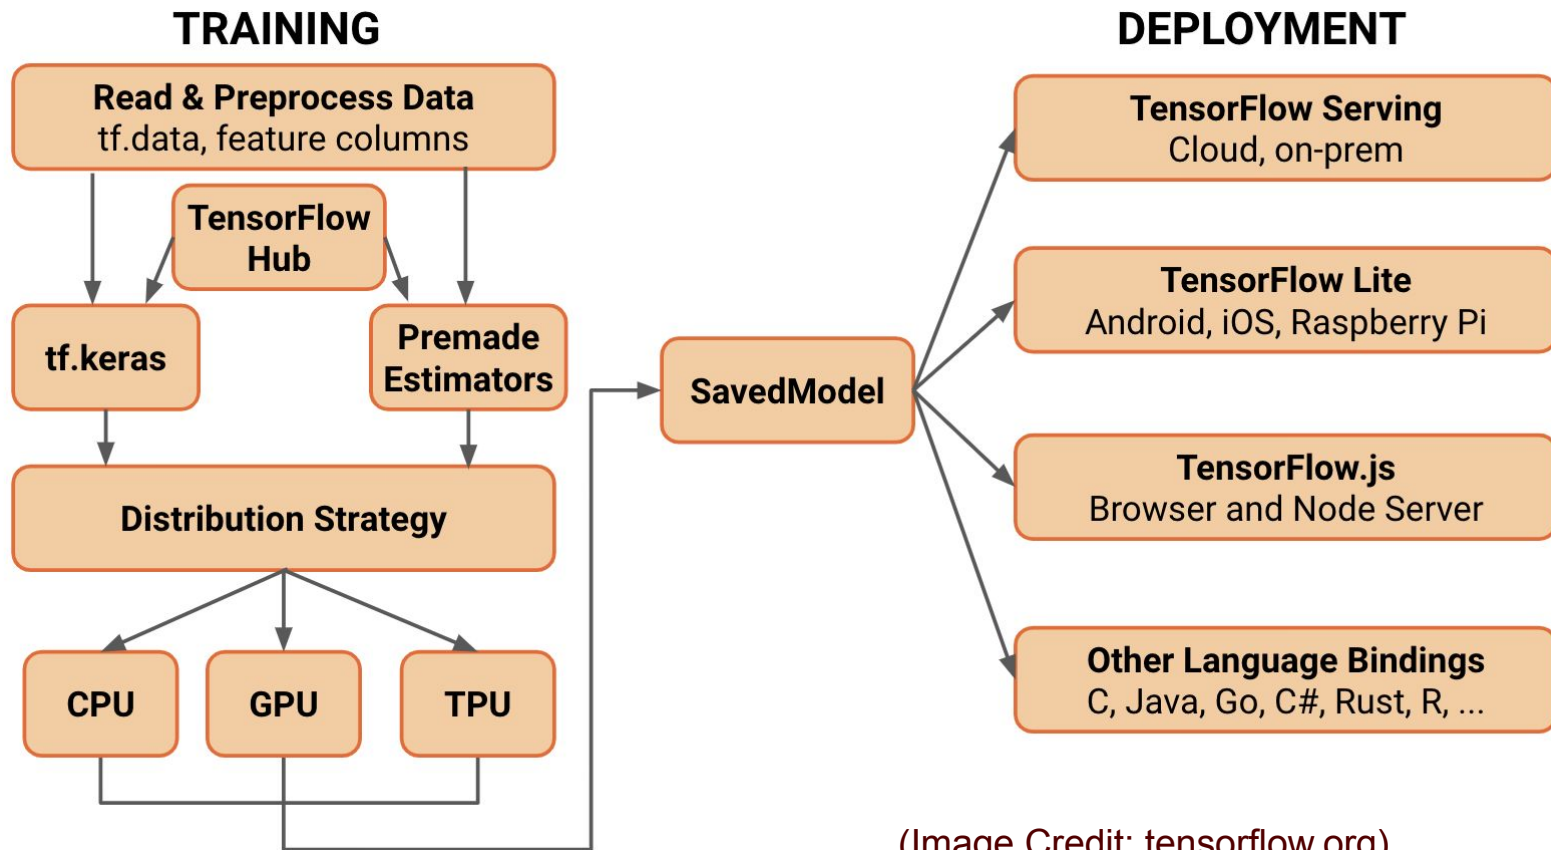 TRAINING
Read & Preprocess Data
tf.data, feature columns
TensorFlow
Hub
tf.keras
Premade
Estimators
Distribution Strategy
CPU
GPU
TPU
SavedModel
DEPLOYMENT
TensorFlow Serving
Cloud, on-prem
TensorFlow Lite
Android, iOS, Raspberry Pi
TensorFlow.js
Browser and Node Server
Other Language Bindings
C, Java, Go, C#, Rust, R, ...
(Image Credit: tensorflow.org)